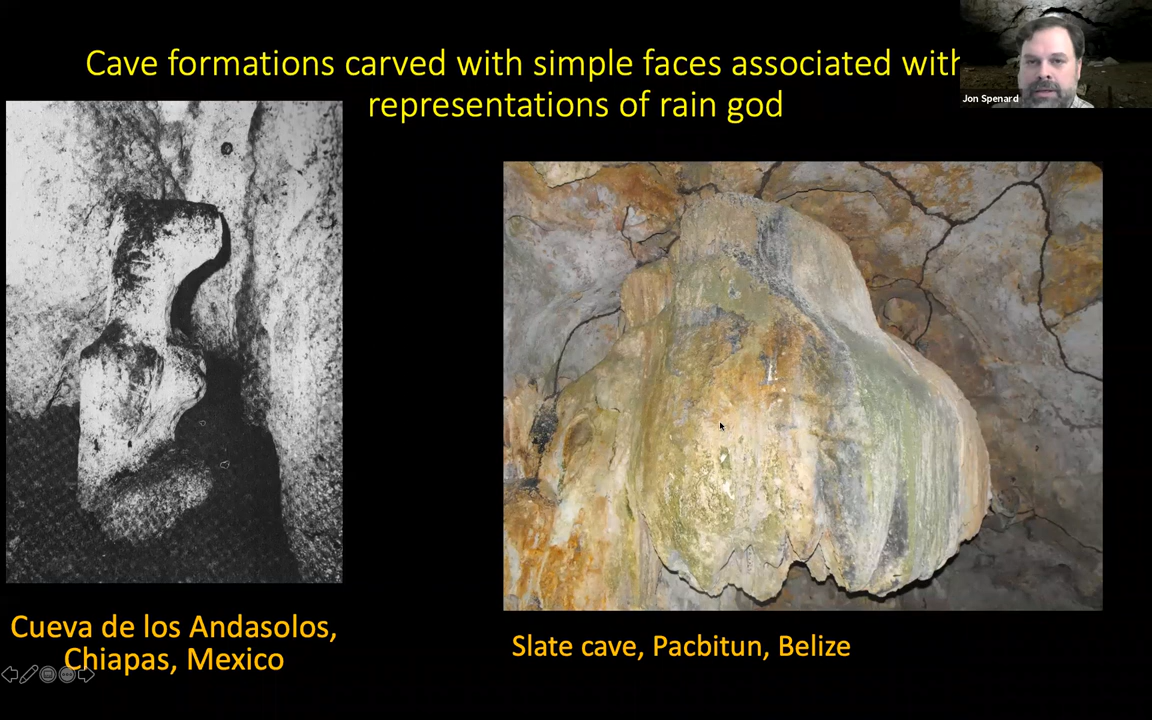 Cave formations carved with simple faces associated with
representations of rain god
Jon Spenard
Cueva de los Andasolos,
Chiapas, Mexico
Slate cave, Pacbitun, Belize